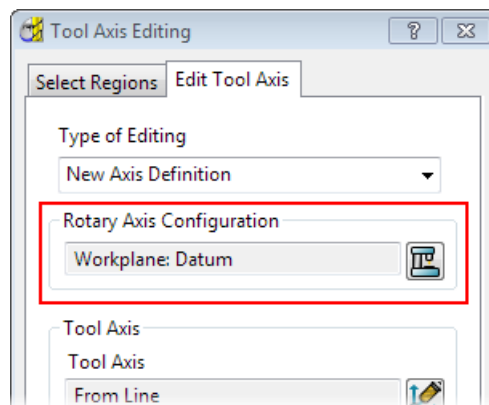 Tool Axis Editing
Select Regions Edit Tool Axis
Type of Editing
New Axis Definition
Rotary Axis Configuration
Workplane: Datum
Tool Axis
Tool Axis
From Line